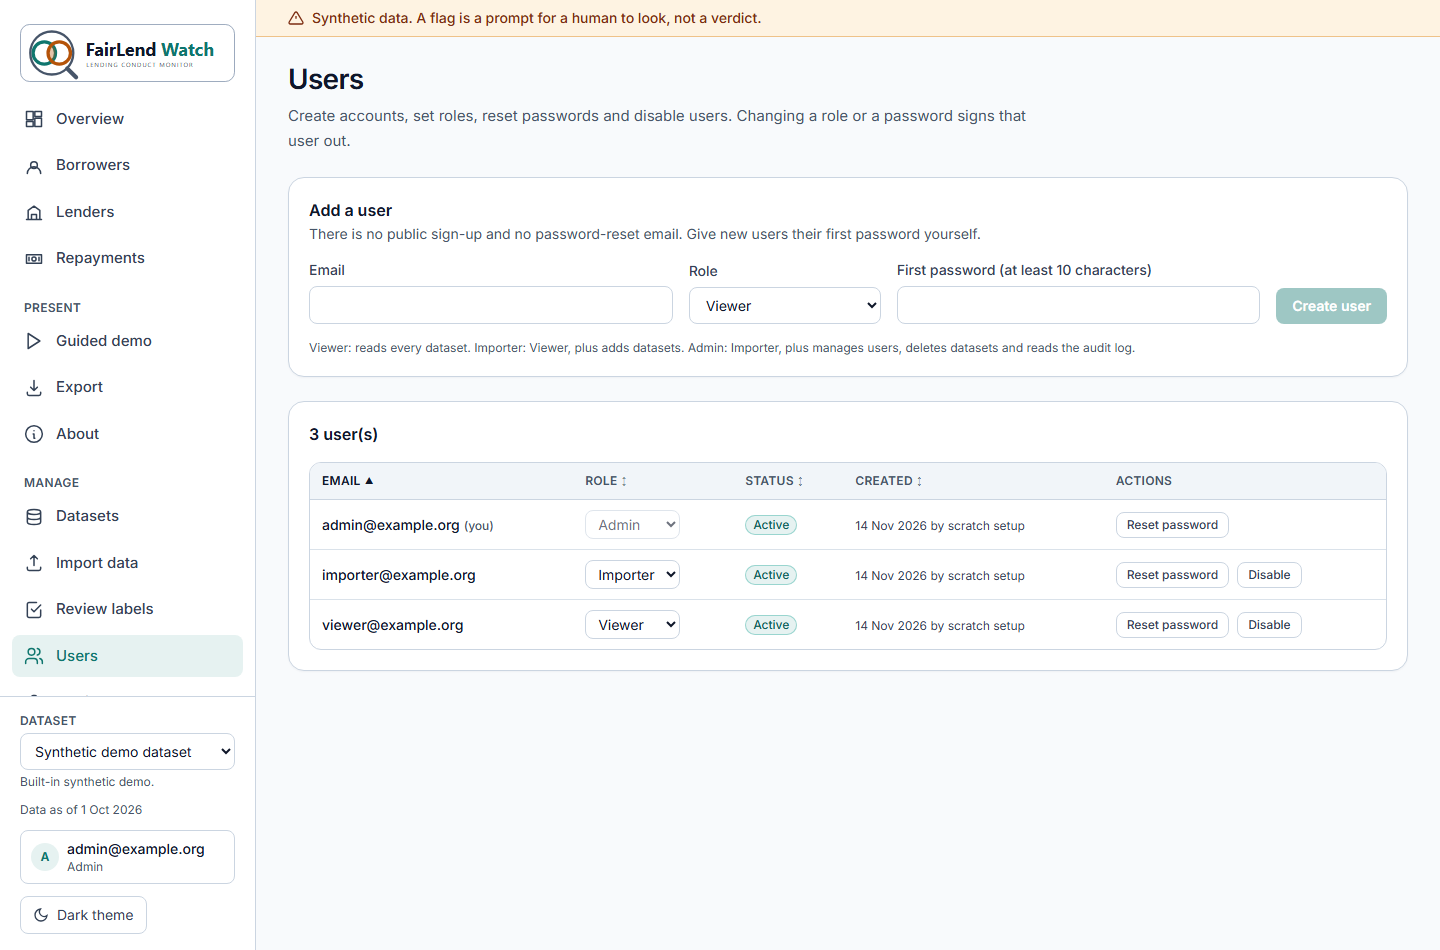 Synthetic data. A flag is a prompt for a human to look, not a verdict.
FairLend Watch
LENDING CONDUCT MONITOR
Overview
Borrowers
Lenders
Repayments
PRESENT
Guided demo
Export
About
MANAGE
Datasets
Import data
Review labels
Users
DATASET
Synthetic demo dataset
Built-in synthetic demo.
Data as of 1 Oct 2026
A
admin@example.org
Admin
Dark theme
Users
Create accounts, set roles, reset passwords and disable users. Changing a role or a password signs that
user out.
Add a user
There is no public sign-up and no password-reset email. Give new users their first password yourself.
Email Role First password (at least 10 characters)
Viewer Create user
Viewer: reads every dataset. Importer: Viewer, plus adds datasets. Admin: Importer, plus manages users, deletes datasets and reads the audit log.
3 user(s)
EMAIL ▲ ROLE ↕ STATUS ↕ CREATED ↕ ACTIONS
admin@example.org (you) Admin Active 14 Nov 2026 by scratch setup Reset password
importer@example.org Importer Active 14 Nov 2026 by scratch setup Reset password Disable
viewer@example.org Viewer Active 14 Nov 2026 by scratch setup Reset password Disable